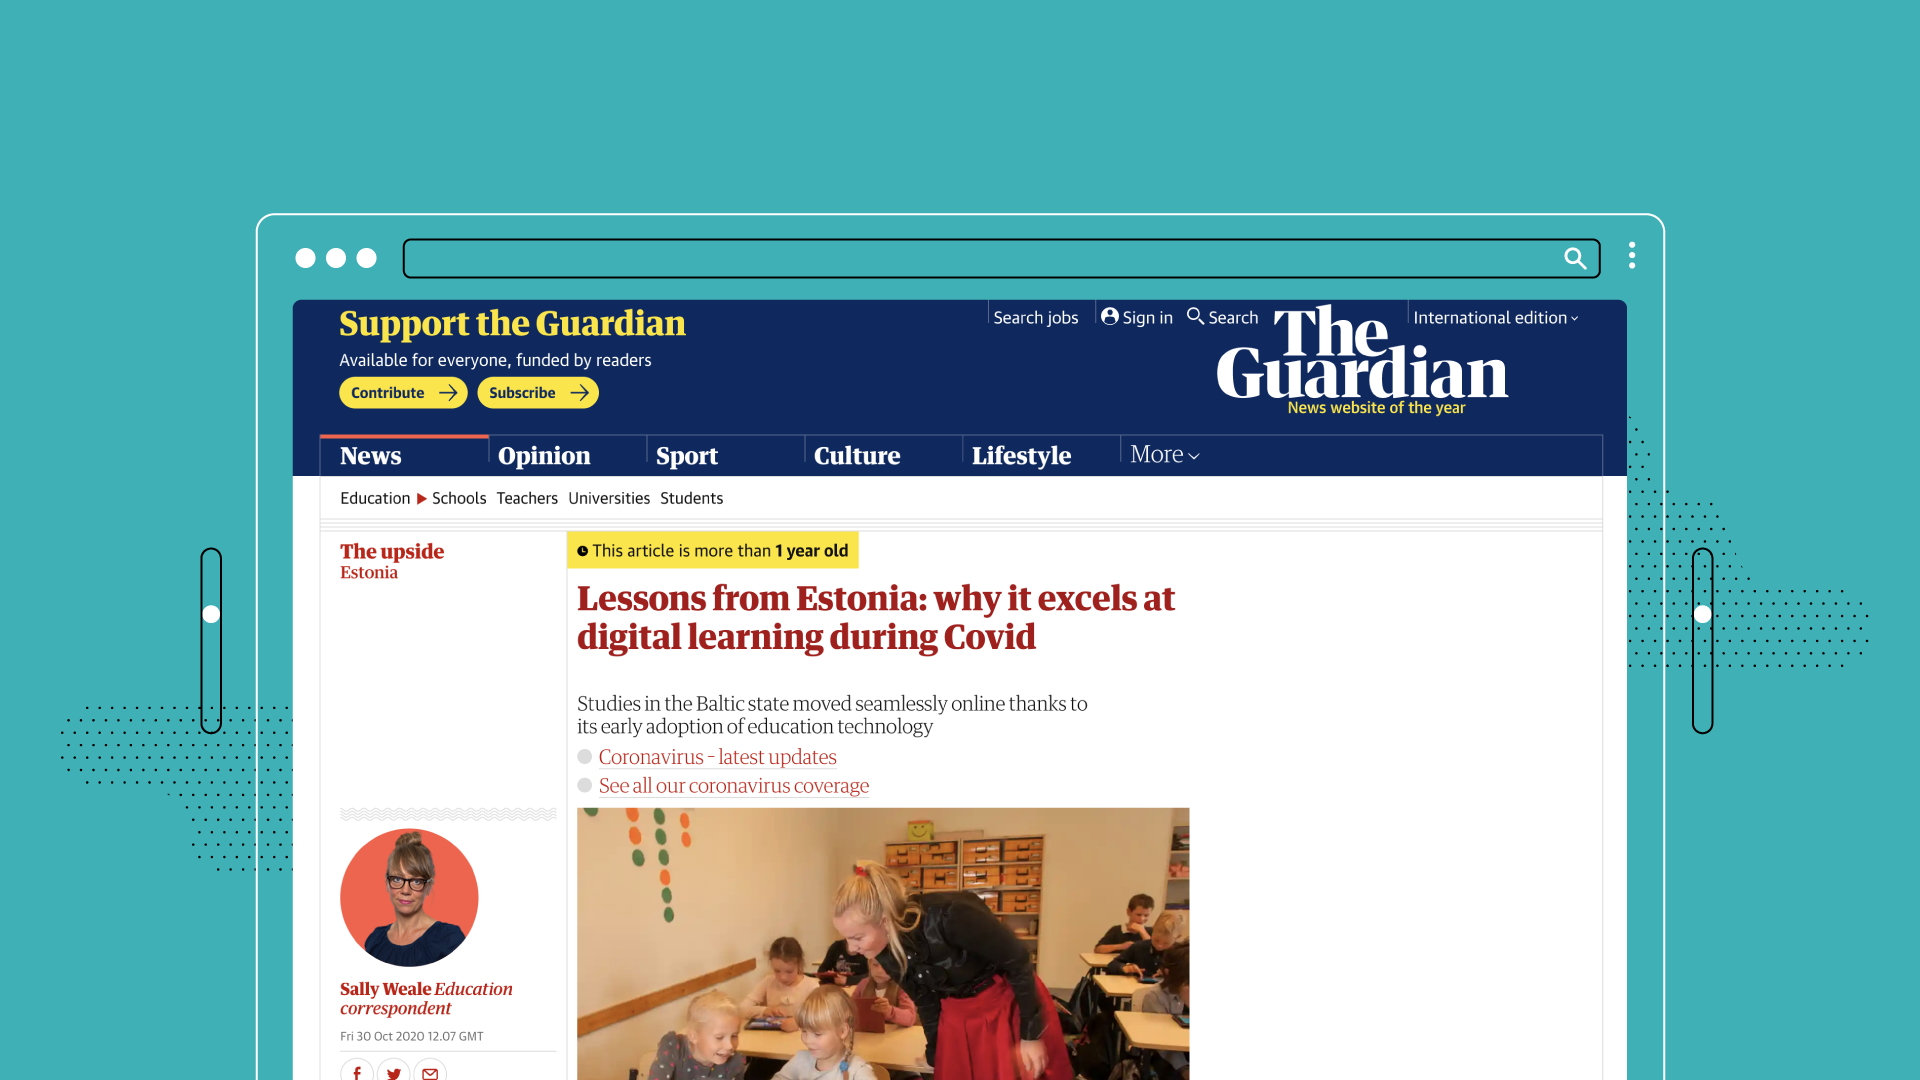 Support the Guardian
Available for everyone, funded by readers
Contribute
Subscribe
Search jobs
Sign in
Search
International edition
The
Guardian
News website of the year
News
Opinion
Sport
Culture
Lifestyle
More
Education
Schools
Teachers
Universities
Students
The upside
Estonia
This article is more than 1 year old
Lessons from Estonia: why it excels at
digital learning during Covid
Studies in the Baltic state moved seamlessly online thanks to
its early adoption of education technology
Coronavirus – latest updates
See all our coronavirus coverage
Sally Weale Education
correspondent
Fri 30 Oct 2020 12.07 GMT